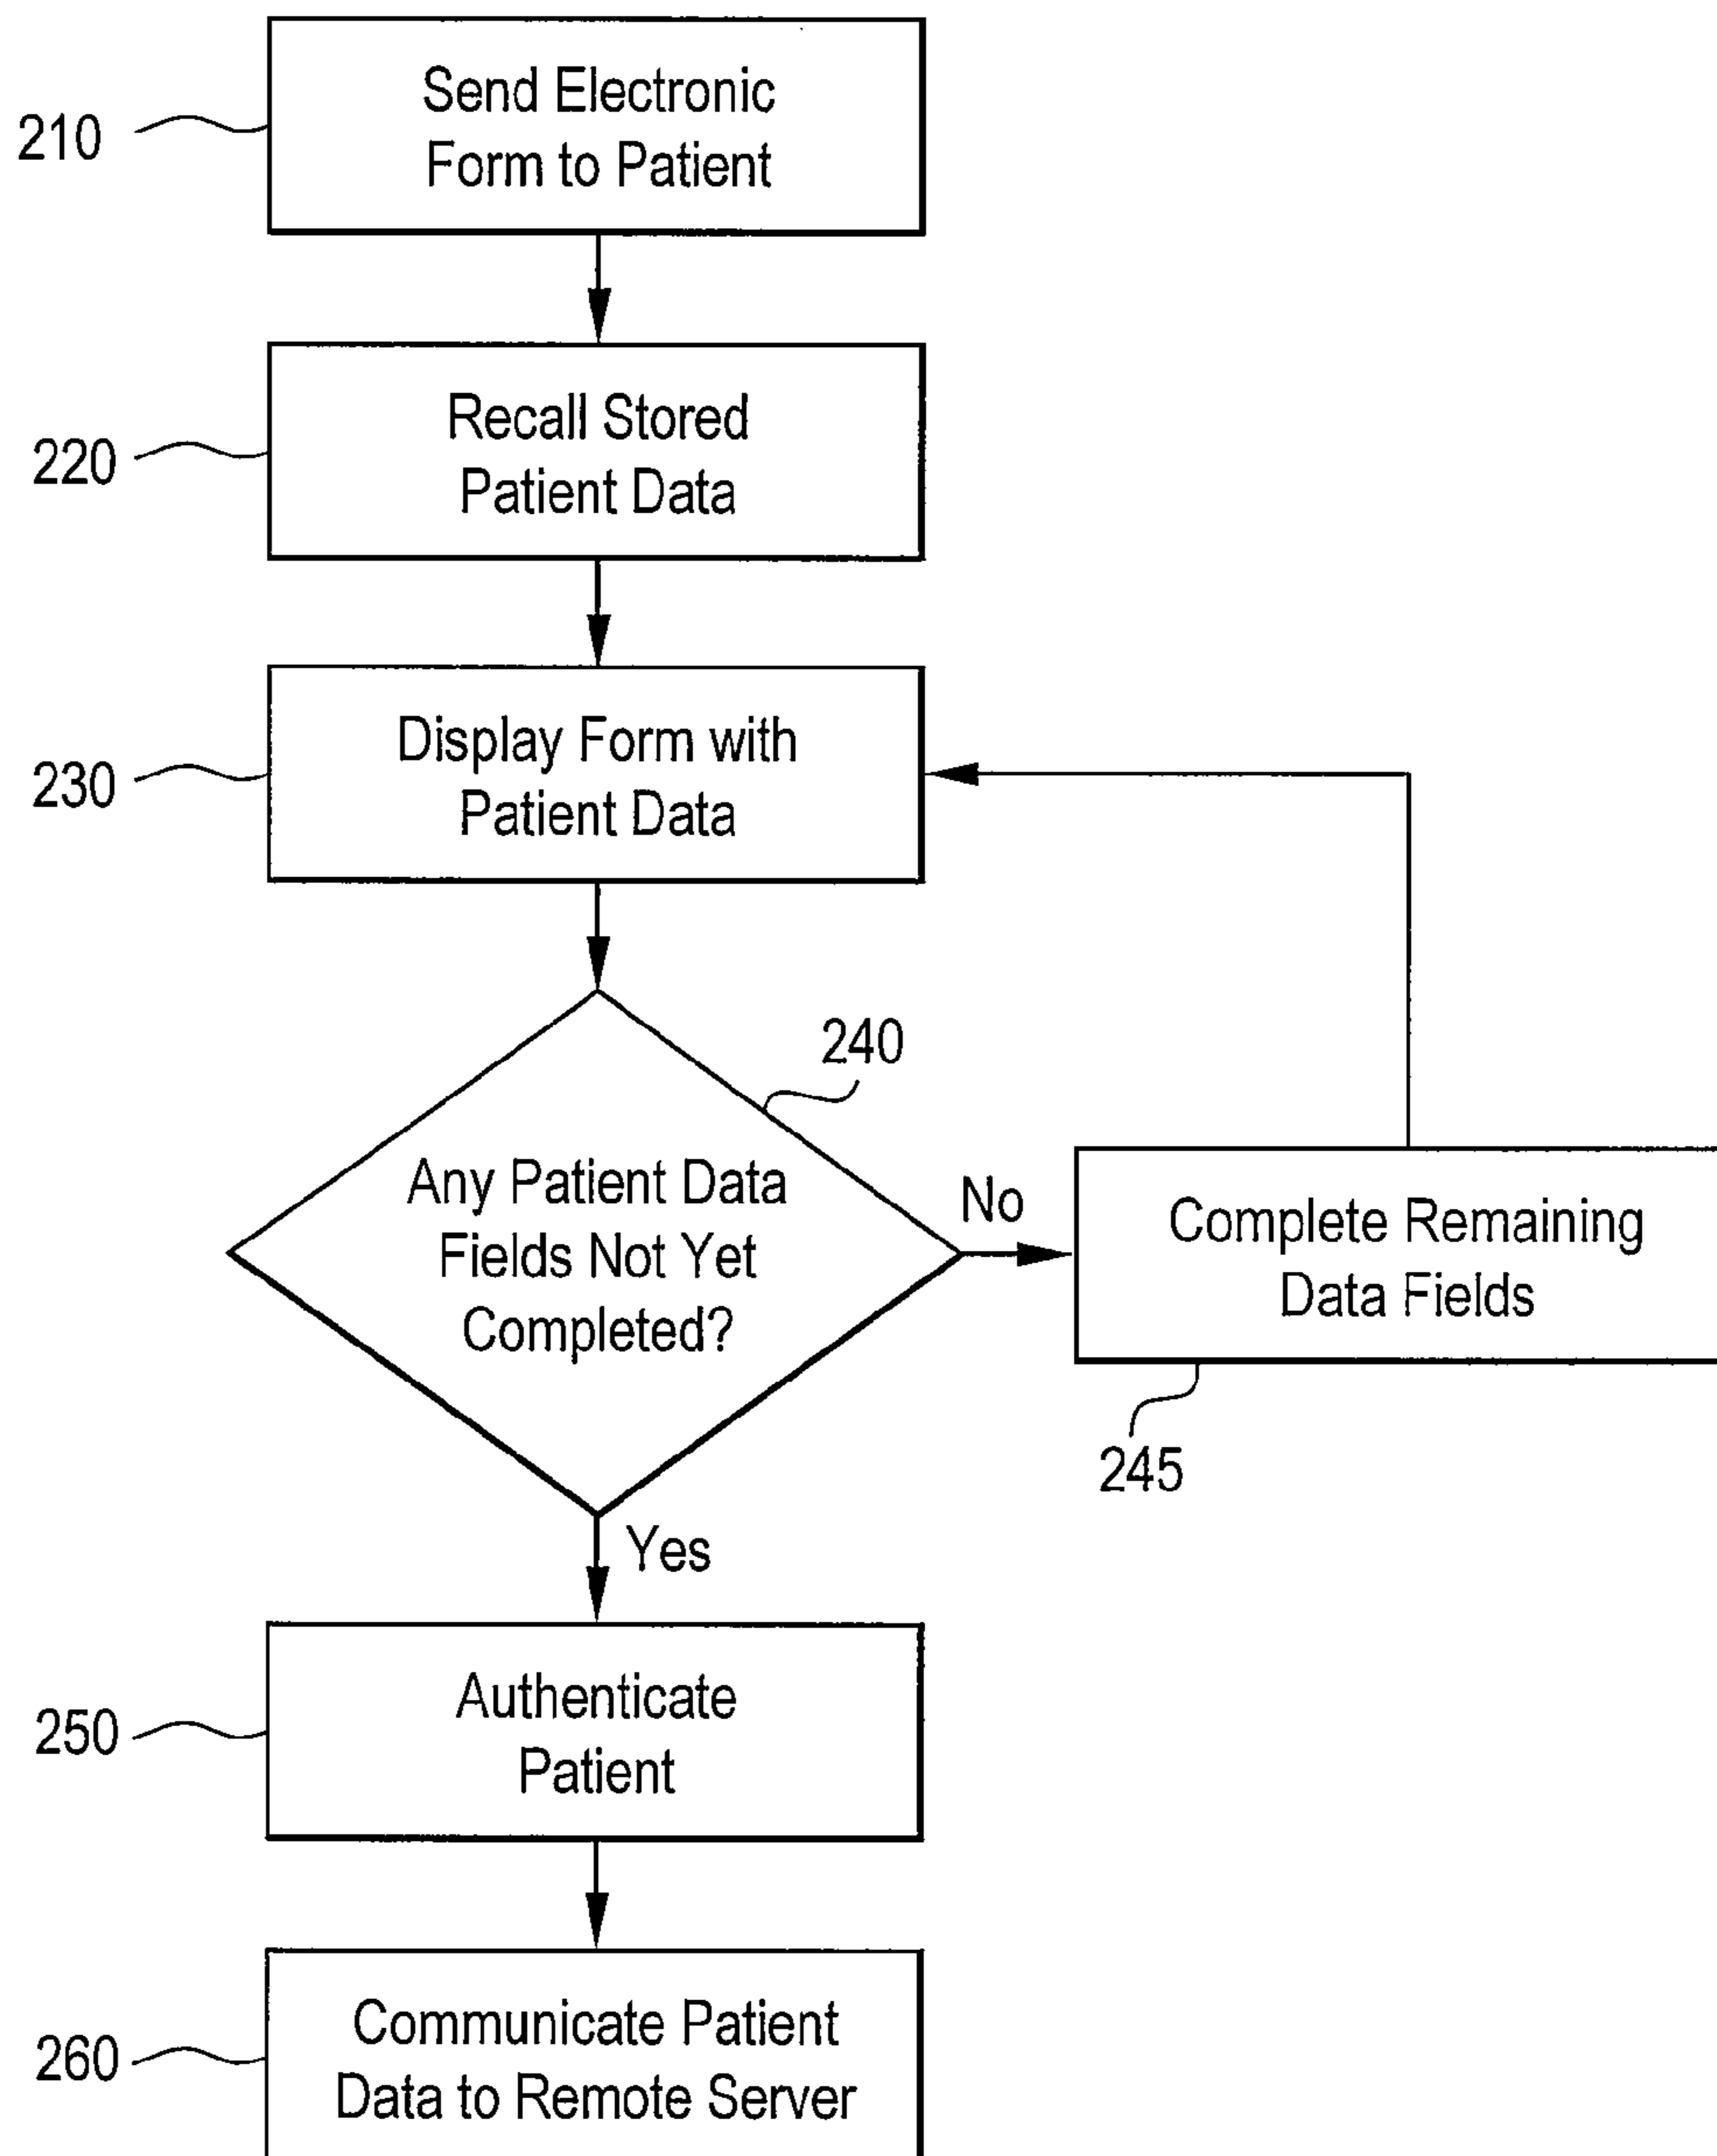 Send Electronic
Form to Patient
210
Recall Stored
Patient Data
220
Display Form with
Patient Data
230
240
Any Patient Data
Fields Not Yet
Completed?
No
Complete Remaining
Data Fields
245
Yes
Authenticate
Patient
250
Communicate Patient
Data to Remote Server
260